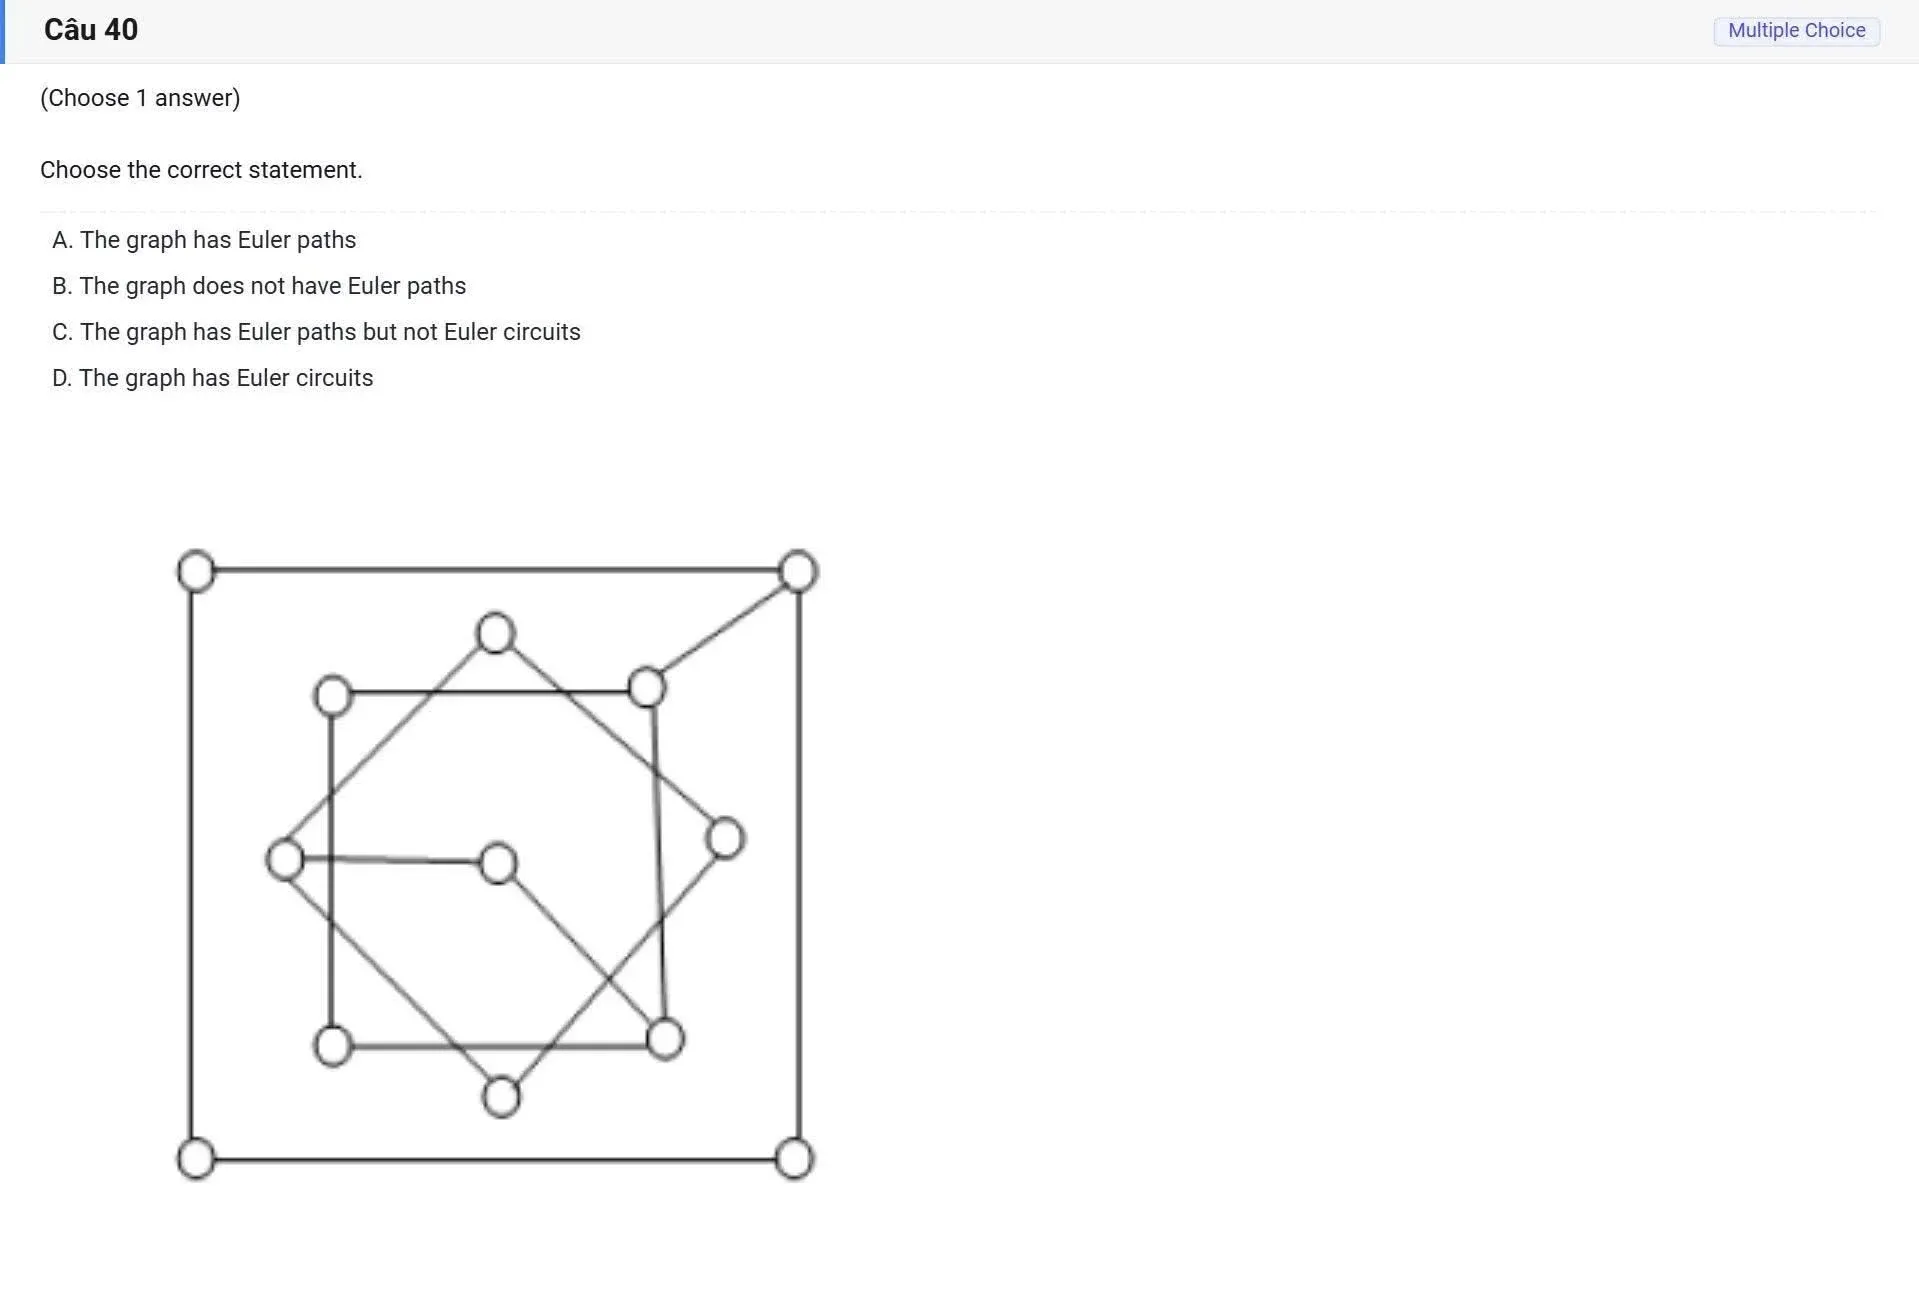 Câu 40
Multiple Choice
(Choose 1 answer)
Choose the correct statement.
A. The graph has Euler paths
B. The graph does not have Euler paths
C. The graph has Euler paths but not Euler circuits
D. The graph has Euler circuits